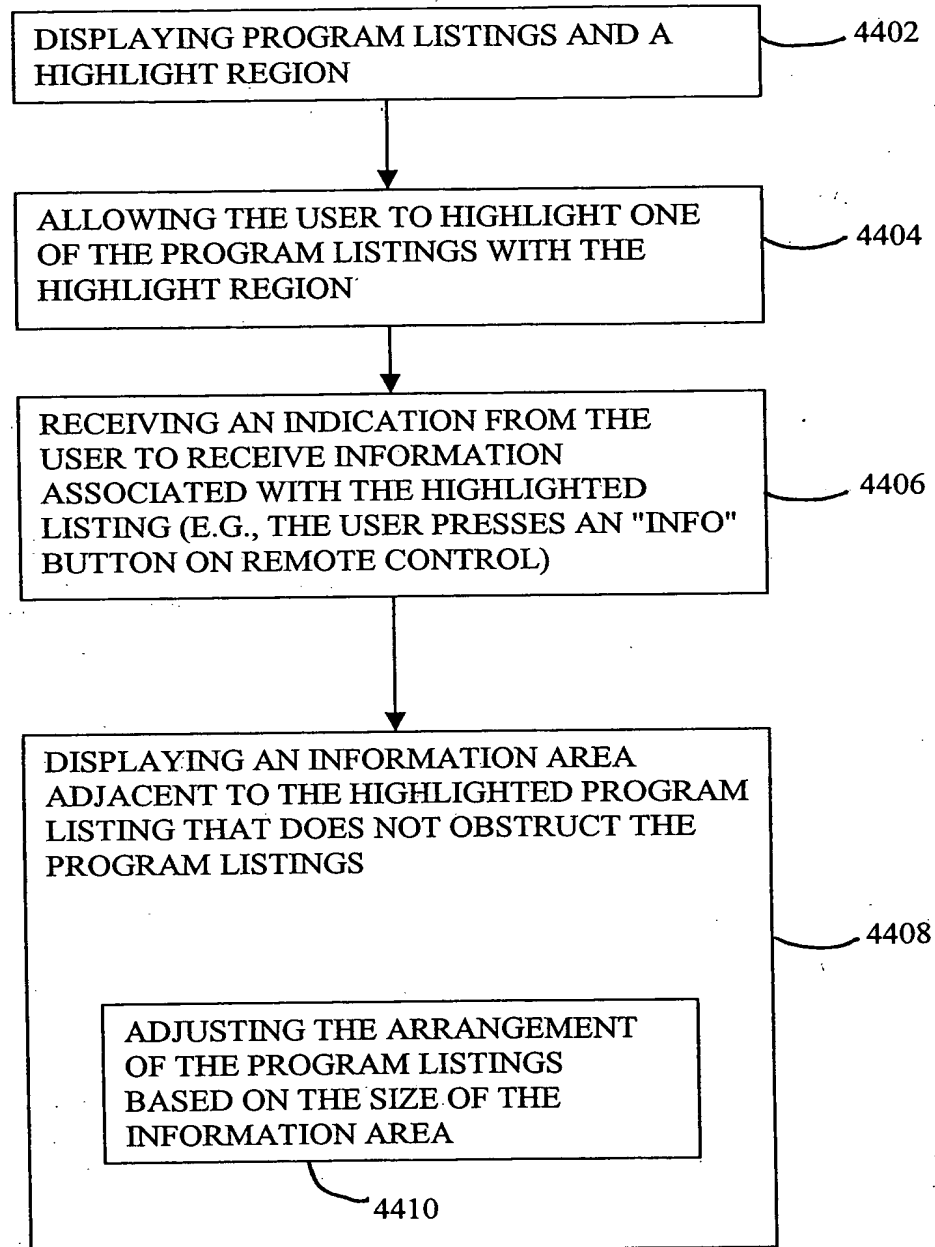 DISPLAYING PROGRAM LISTINGS AND A
HIGHLIGHT REGION
4402
ALLOWING THE USER TO HIGHLIGHT ONE
OF THE PROGRAM LISTINGS WITH THE
HIGHLIGHT REGION
4404
RECEIVING AN INDICATION FROM THE
USER TO RECEIVE INFORMATION
ASSOCIATED WITH THE HIGHLIGHTED
LISTING (E.G., THE USER PRESSES AN "INFO"
BUTTON ON REMOTE CONTROL)
4406
DISPLAYING AN INFORMATION AREA
ADJACENT TO THE HIGHLIGHTED PROGRAM
LISTING THAT DOES NOT OBSTRUCT THE
PROGRAM LISTINGS
4408
ADJUSTING THE ARRANGEMENT
OF THE PROGRAM LISTINGS
BASED ON THE SIZE OF THE
INFORMATION AREA
4410